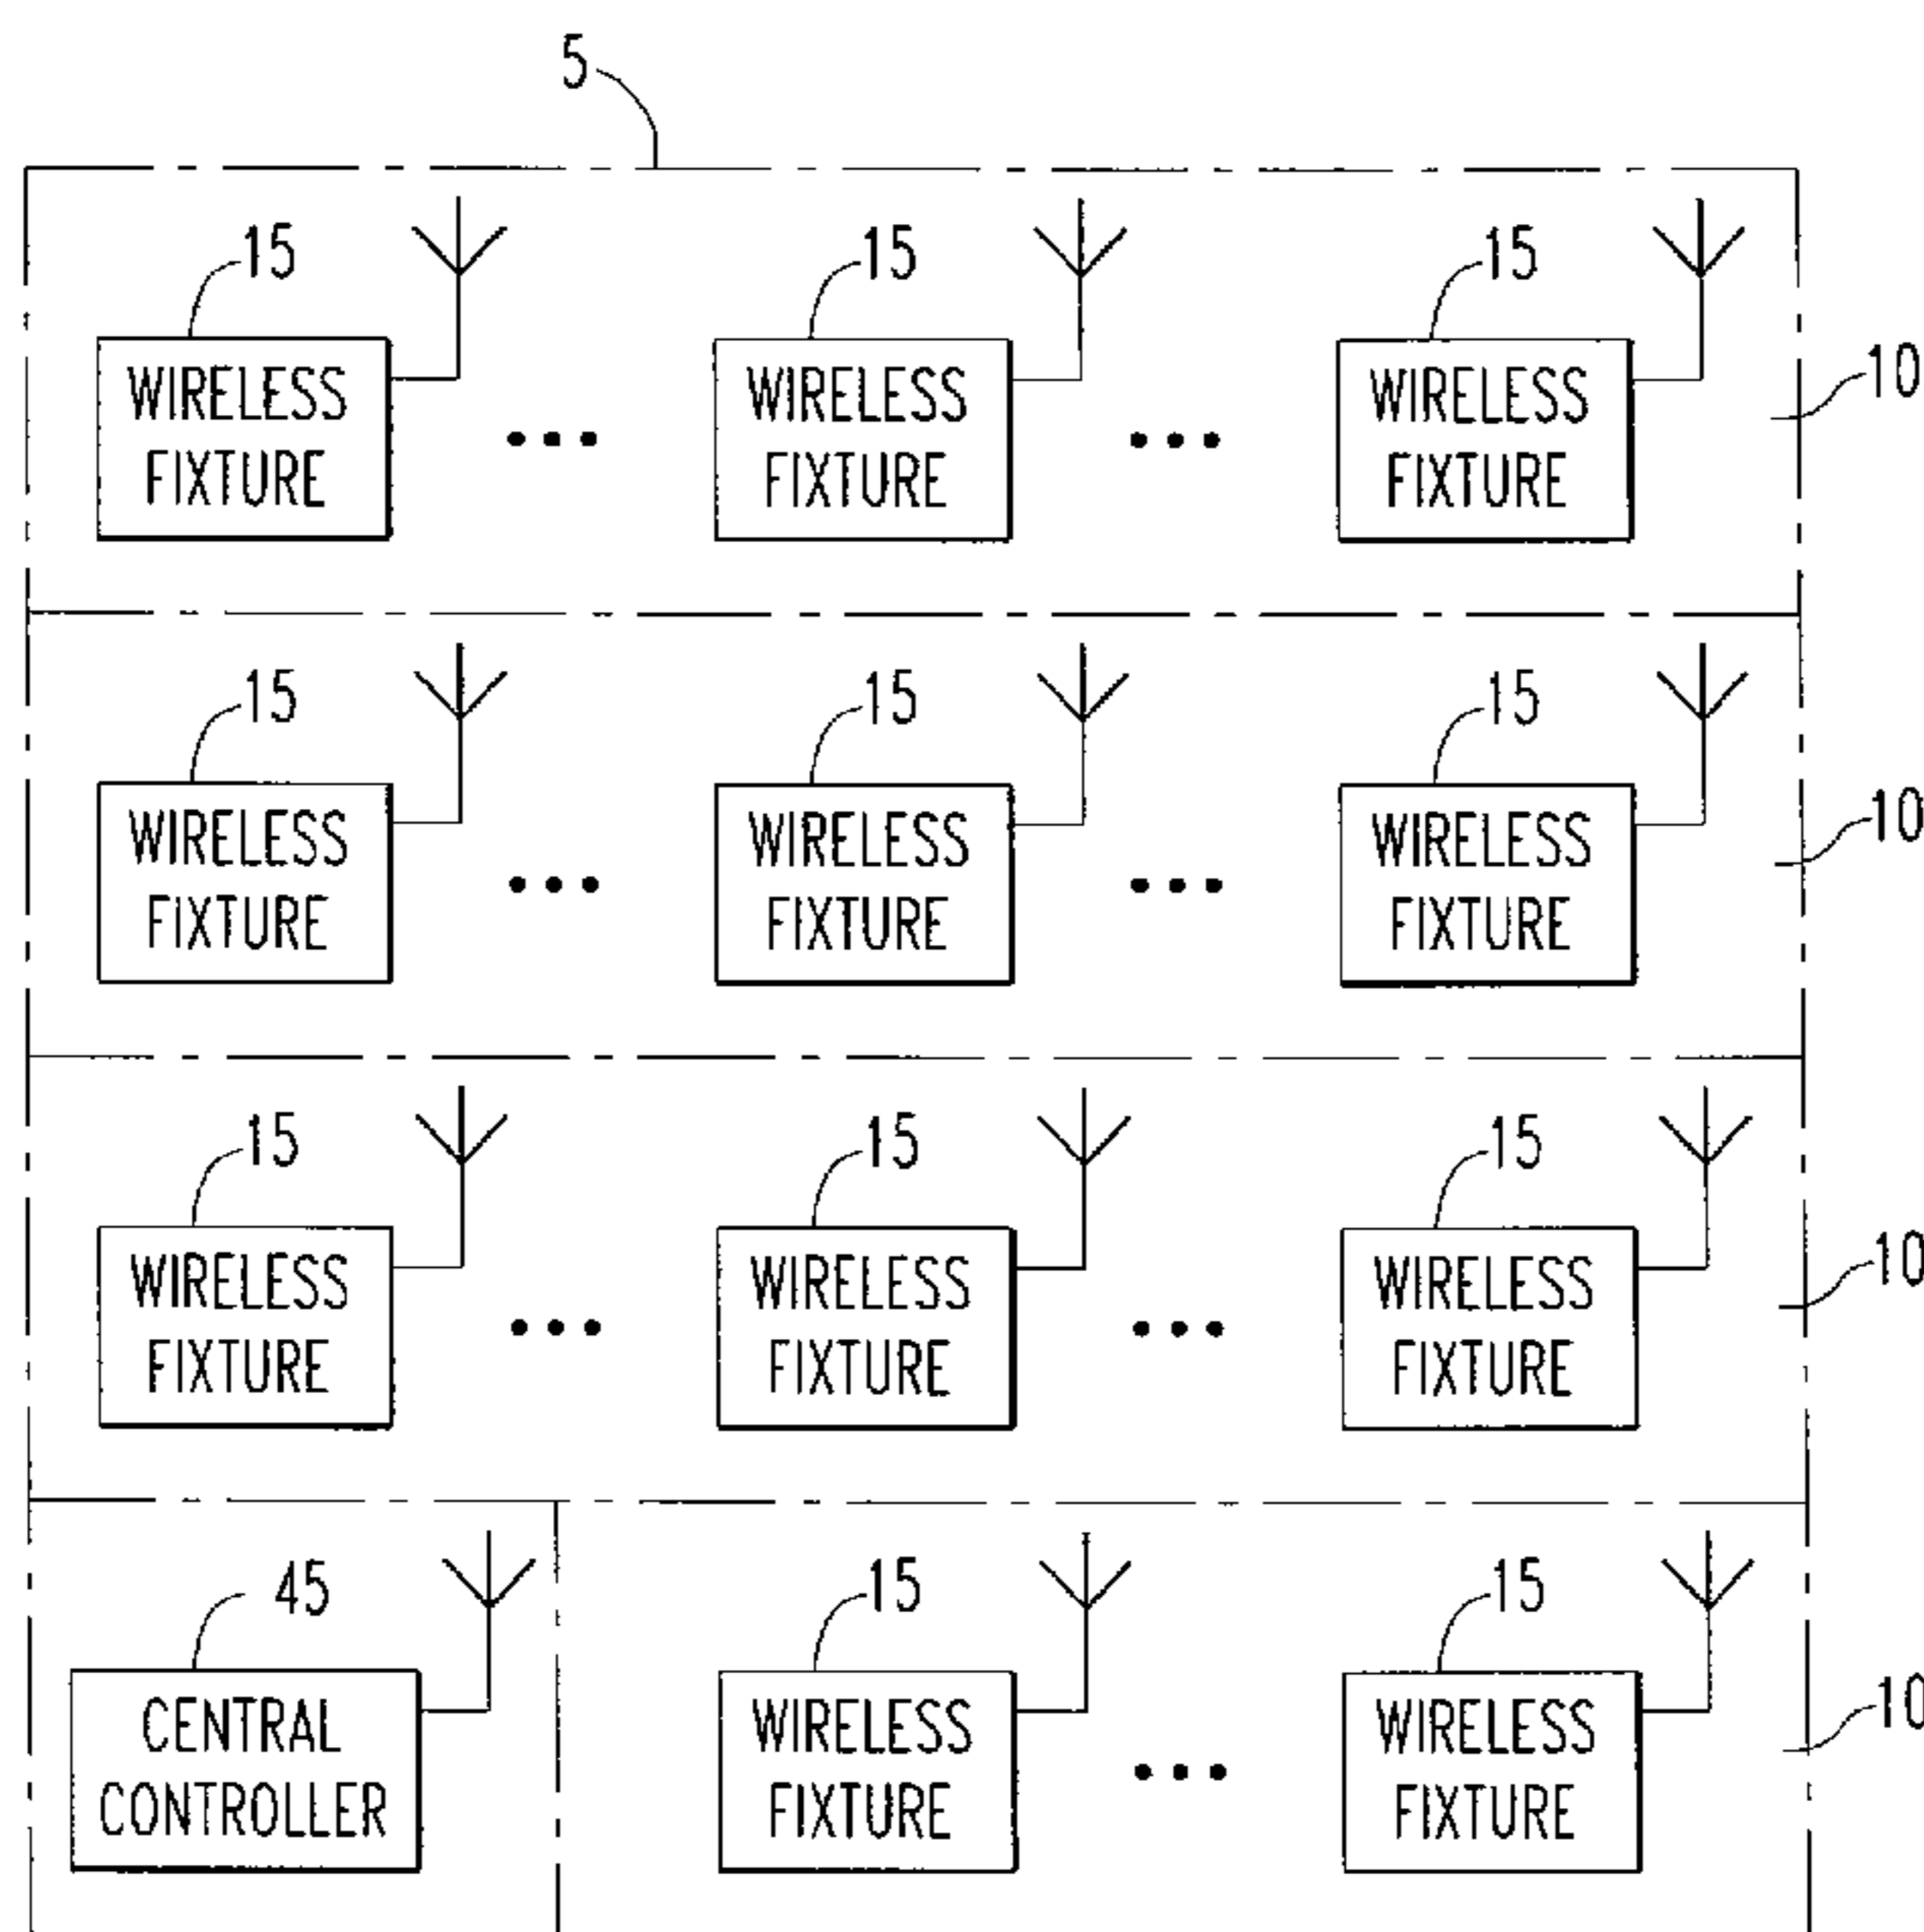 5
15 15 15
WIRELESS FIXTURE ••• WIRELESS FIXTURE ••• WIRELESS FIXTURE 10
15 15 15
WIRELESS FIXTURE ••• WIRELESS FIXTURE ••• WIRELESS FIXTURE 10
15 15 15
WIRELESS FIXTURE ••• WIRELESS FIXTURE ••• WIRELESS FIXTURE 10
45 15 15
CENTRAL CONTROLLER WIRELESS FIXTURE ••• WIRELESS FIXTURE 10